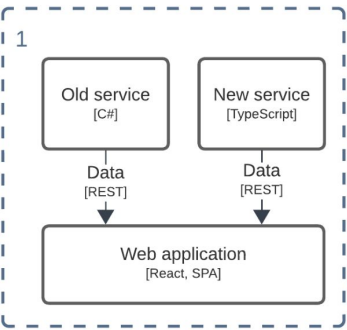 1
Old service
[C#]
New service
[TypeScript]
Data
[REST]
Data
[REST]
Web application
[React, SPA]